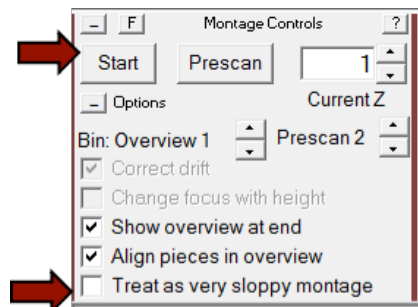 – F Montage Controls ?
Start Prescan 1
– Options Current Z
Bin: Overview 1 Prescan 2
Correct drift
Change focus with height
Show overview at end
Align pieces in overview
Treat as very sloppy montage